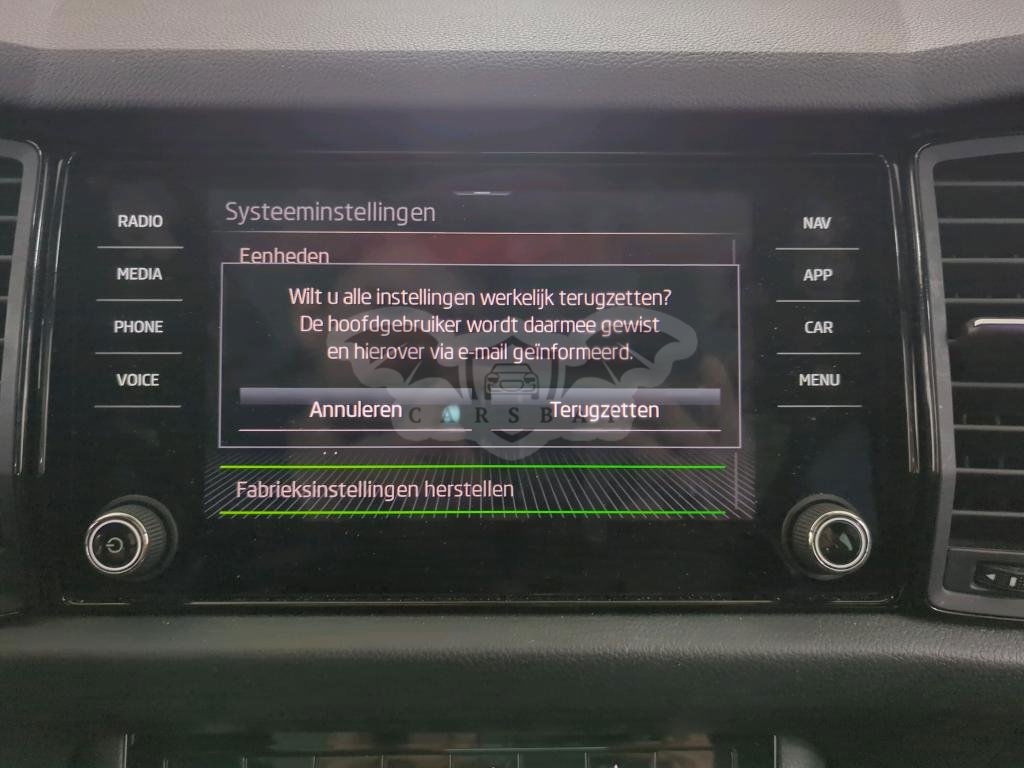 Systeeminstellingen
Eenheden
Wilt u alle instellingen werkelijk terugzetten?
De hoofdgebruiker wordt daarmee gewist
en hierover via e-mail geïnformeerd.
Annuleren
Terugzetten
CARSBAT
Fabrieksinstellingen herstellen
RADIO
MEDIA
PHONE
VOICE
NAV
APP
CAR
MENU